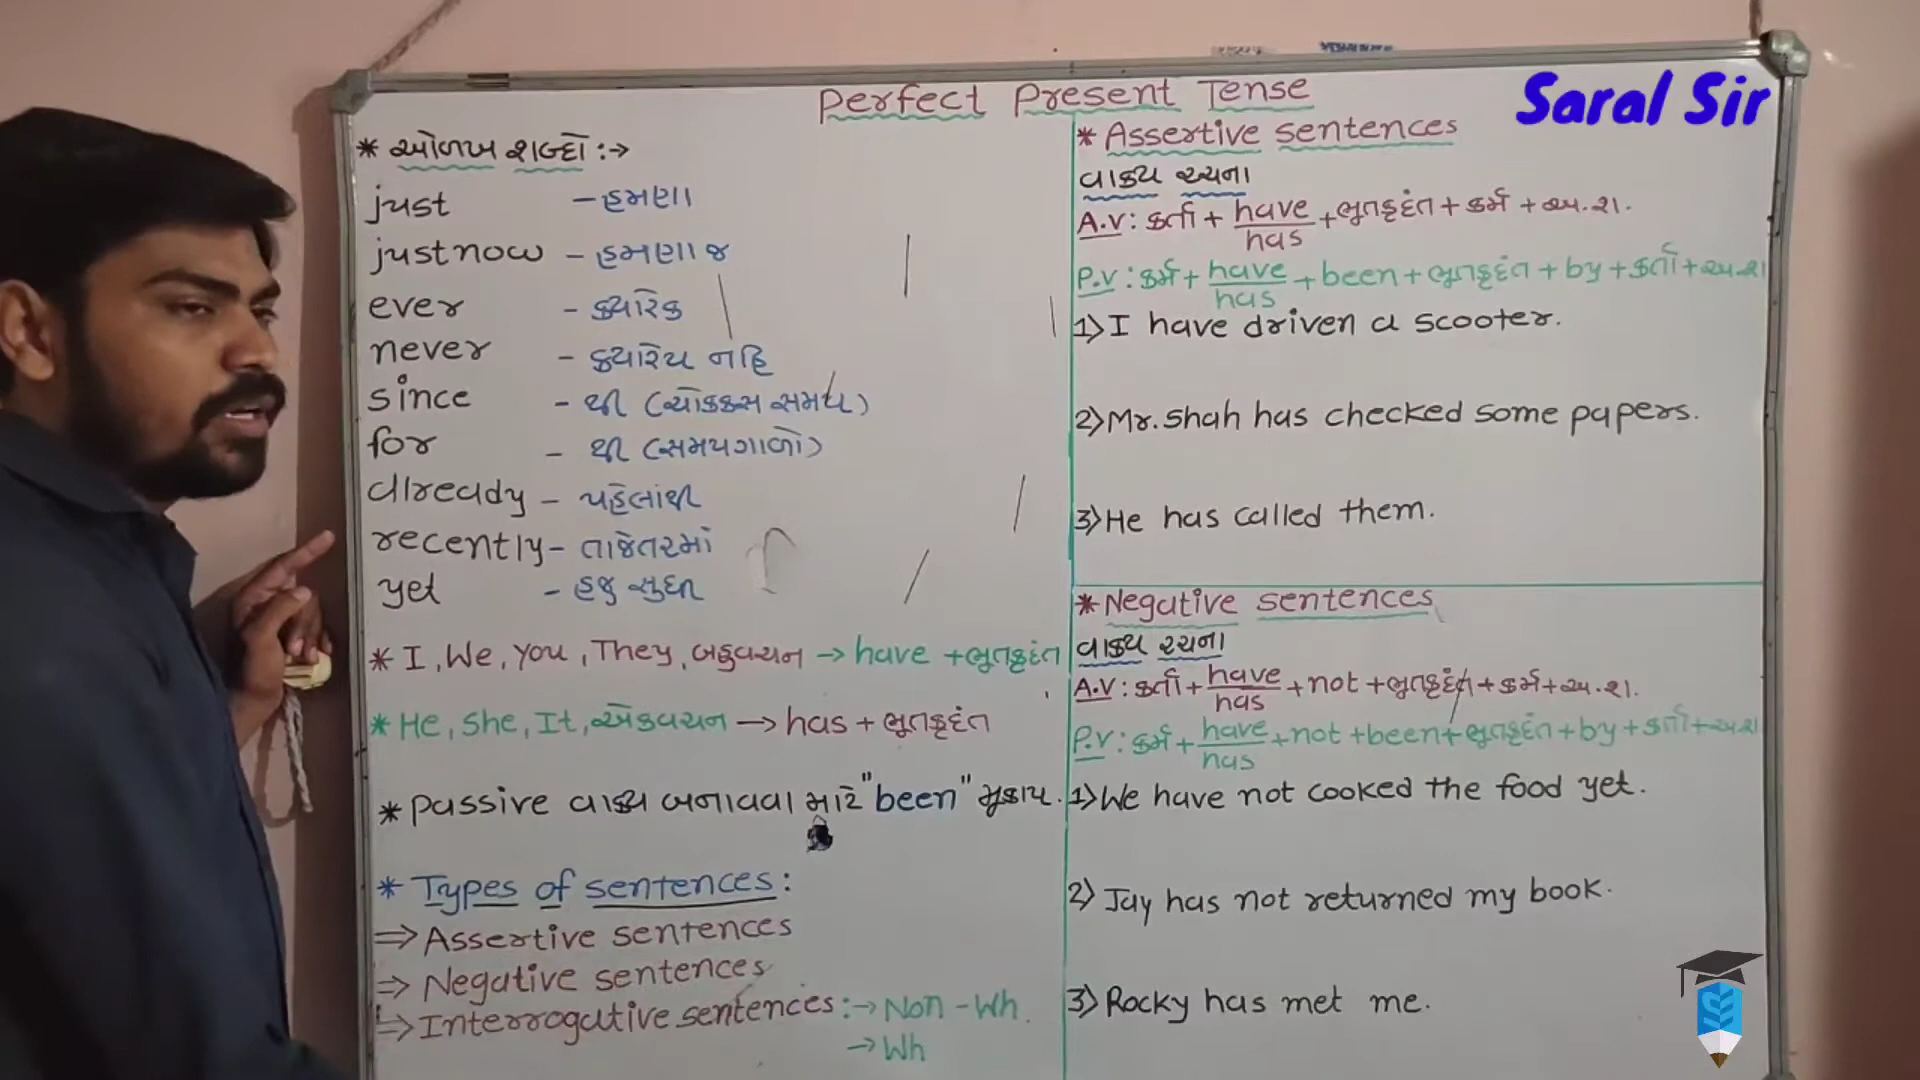 Perfect Present Tense
Saral Sir
* ઓળખ શબ્દો :→
just - હમણા
justnow - હમણા જ
ever - ક્યારેક
never - ક્યારેય નહિ
since - થી (ચોક્કસ સમય)
for - થી (સમયગાળો)
already - પહેલાંથી
recently - તાજેતરમાં
yet - હજુ સુધી
* I, We, You, They, બહુવચન → have + ભૂતકૃદંત
* He, She, It, એકવચન → has + ભૂતકૃદંત
* Passive વાક્ય બનાવવા માટે "been" મુકાય.
* Types of sentences:
⇒ Assertive sentences
⇒ Negative sentences
⇒ Interrogative sentences :→ Non-Wh
→ Wh
* Assertive sentences
વાક્ય રચના
A.V : કર્તા + have/has + ભૂતકૃદંત + કર્મ + અ.શ.
P.V : કર્મ + have/has + been + ભૂતકૃદંત + by + કર્તા + અ.શ
1) I have driven a scooter.
2) Mr. Shah has checked some papers.
3) He has called them.
* Negative sentences
વાક્ય રચના
A.V : કર્તા + have/has + not + ભૂતકૃદંત + કર્મ + અ.શ.
P.V : કર્મ + have/has + not + been + ભૂતકૃદંત + by + કર્તા + અ.શ
1) We have not cooked the food yet.
2) Jay has not returned my book.
3) Rocky has met me.